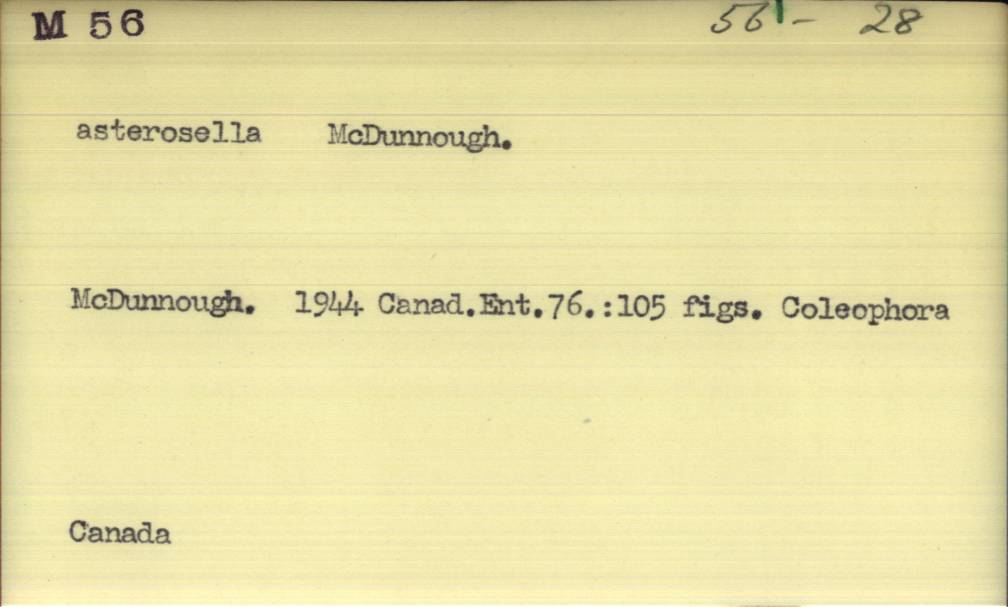 M 56 56 - 28
asterosella McDunnough.
McDunnough. 1944 Canad.Ent.76.:105 figs. Coleophora
Canada